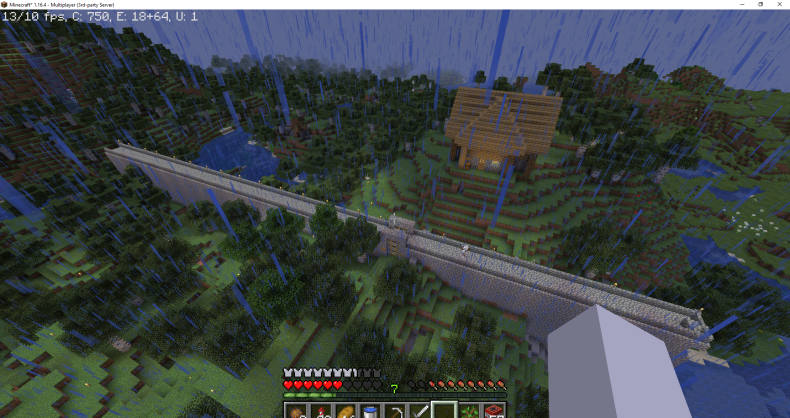 Minecraft* 1.16.4 - Multiplayer (3rd-party Server)
13/10 fps, C: 750, E: 18+64, U: 1
7